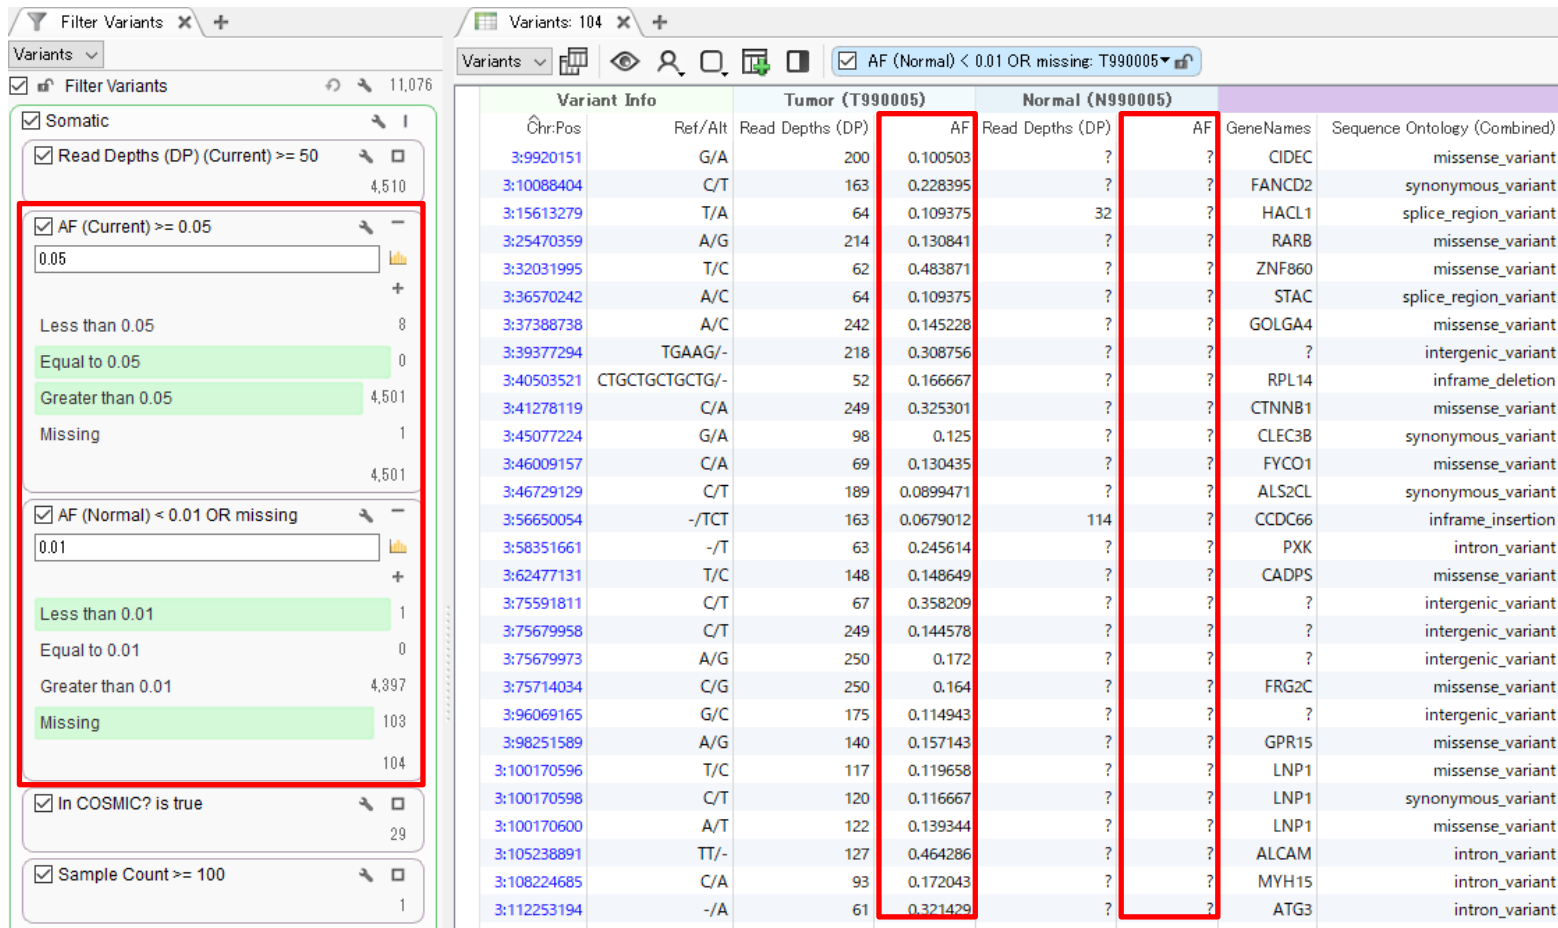 Filter Variants
Variants: 104
Variants
Filter Variants 11,076
Somatic
Read Depths (DP) (Current) >= 50
4,510
AF (Current) >= 0.05
0.05
Less than 0.05 8
Equal to 0.05 0
Greater than 0.05 4,501
Missing 1
4,501
AF (Normal) < 0.01 OR missing
0.01
Less than 0.01 1
Equal to 0.01 0
Greater than 0.01 4,397
Missing 103
104
In COSMIC? is true
29
Sample Count >= 100
1
Variants AF (Normal) < 0.01 OR missing: T990005
Variant Info Tumor (T990005) Normal (N990005)
Chr:Pos Ref/Alt Read Depths (DP) AF Read Depths (DP) AF GeneNames Sequence Ontology (Combined)
3:9920151 G/A 200 0.100503 ? ? CIDEC missense_variant
3:10088404 C/T 163 0.228395 ? ? FANCD2 synonymous_variant
3:15613279 T/A 64 0.109375 32 ? HACL1 splice_region_variant
3:25470359 A/G 214 0.130841 ? ? RARB missense_variant
3:32031995 T/C 62 0.483871 ? ? ZNF860 missense_variant
3:36570242 A/C 64 0.109375 ? ? STAC splice_region_variant
3:37388738 A/C 242 0.145228 ? ? GOLGA4 missense_variant
3:39377294 TGAAG/- 218 0.308756 ? ? ? intergenic_variant
3:40503521 CTGCTGCTGCTG/- 52 0.166667 ? ? RPL14 inframe_deletion
3:41278119 C/A 249 0.325301 ? ? CTNNB1 missense_variant
3:45077224 G/A 98 0.125 ? ? CLEC3B synonymous_variant
3:46009157 C/A 69 0.130435 ? ? FYCO1 missense_variant
3:46729129 C/T 189 0.0899471 ? ? ALS2CL synonymous_variant
3:56650054 -/TCT 163 0.0679012 114 ? CCDC66 inframe_insertion
3:58351661 -/T 63 0.245614 ? ? PXK intron_variant
3:62477131 T/C 148 0.148649 ? ? CADPS missense_variant
3:75591811 C/T 67 0.358209 ? ? ? intergenic_variant
3:75679958 C/T 249 0.144578 ? ? ? intergenic_variant
3:75679973 A/G 250 0.172 ? ? ? intergenic_variant
3:75714034 C/G 250 0.164 ? ? FRG2C missense_variant
3:96069165 G/C 175 0.114943 ? ? ? intergenic_variant
3:98251589 A/G 140 0.157143 ? ? GPR15 missense_variant
3:100170596 T/C 117 0.119658 ? ? LNP1 missense_variant
3:100170598 C/T 120 0.116667 ? ? LNP1 synonymous_variant
3:100170600 A/T 122 0.139344 ? ? LNP1 missense_variant
3:105238891 TT/- 127 0.464286 ? ? ALCAM intron_variant
3:108224685 C/A 93 0.172043 ? ? MYH15 intron_variant
3:112253194 -/A 61 0.321429 ? ? ATG3 intron_variant